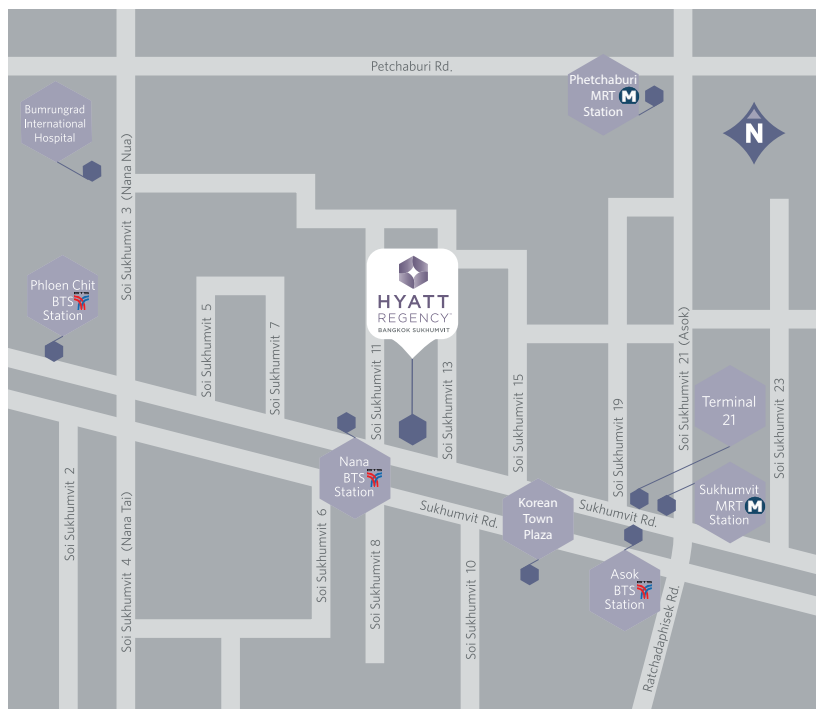 Petchaburi Rd.
Phetchaburi
MRT M
Station
Bumrungrad
International
Hospital
N
Soi Sukhumvit 3 (Nana Nua)
Phloen Chit
BTS
Station
HYATT
REGENCY™
BANGKOK SUKHUMVIT
Soi Sukhumvit 5
Soi Sukhumvit 7
Soi Sukhumvit 11
Soi Sukhumvit 13
Soi Sukhumvit 15
Soi Sukhumvit 19
Soi Sukhumvit 21 (Asok)
Soi Sukhumvit 23
Terminal
21
Nana
BTS
Station
Sukhumvit Rd.
Korean
Town
Plaza
Sukhumvit Rd.
Sukhumvit
MRT M
Station
Asok
BTS
Station
Soi Sukhumvit 2
Soi Sukhumvit 4 (Nana Tai)
Soi Sukhumvit 6
Soi Sukhumvit 8
Soi Sukhumvit 10
Ratchadaphisek Rd.